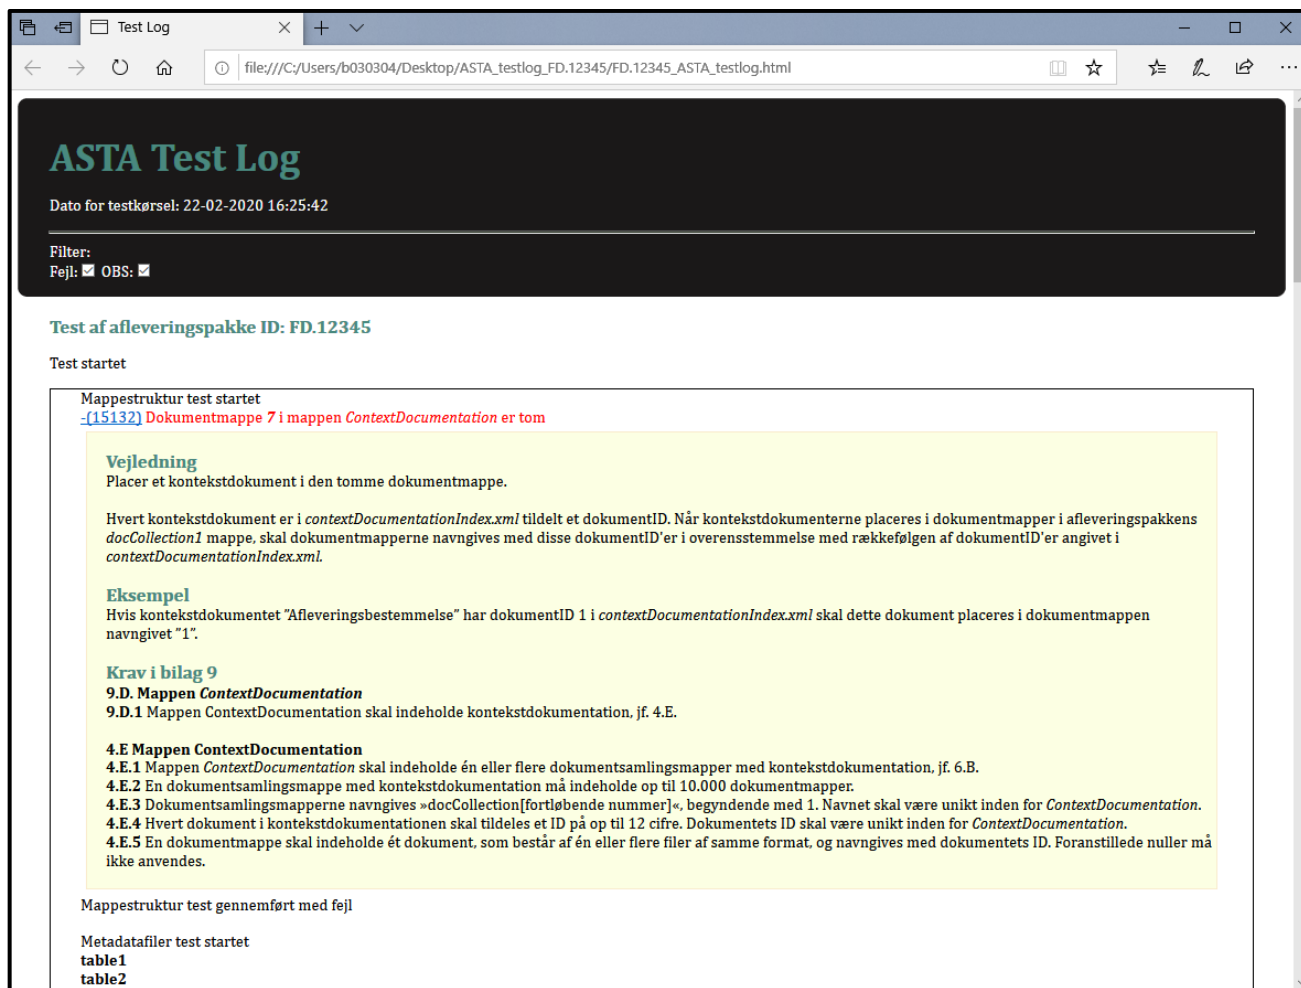 Test Log
file:///C:/Users/b030304/Desktop/ASTA_testlog_FD.12345/FD.12345_ASTA_testlog.html
ASTA Test Log
Dato for testkørsel: 22-02-2020 16:25:42
Filter:
Fejl: OBS:
Test af afleveringspakke ID: FD.12345
Test startet
Mappestruktur test startet
-(15132) Dokumentmappe 7 i mappen ContextDocumentation er tom
Vejledning
Placer et kontekstdokument i den tomme dokumentmappe.
Hvert kontekstdokument er i contextDocumentationIndex.xml tildelt et dokumentID. Når kontekstdokumenterne placeres i dokumentmapper i afleveringspakkens
docCollection1 mappe, skal dokumentmapperne navngives med disse dokumentID'er i overensstemmelse med rækkefølgen af dokumentID'er angivet i
contextDocumentationIndex.xml.
Eksempel
Hvis kontekstdokumentet "Afleveringsbestemmelse" har dokumentID 1 i contextDocumentationIndex.xml skal dette dokument placeres i dokumentmappen
navngivet "1".
Krav i bilag 9
9.D. Mappen ContextDocumentation
9.D.1 Mappen ContextDocumentation skal indeholde kontekstdokumentation, jf. 4.E.
4.E Mappen ContextDocumentation
4.E.1 Mappen ContextDocumentation skal indeholde én eller flere dokumentsamlingsmapper med kontekstdokumentation, jf. 6.B.
4.E.2 En dokumentsamlingsmappe med kontekstdokumentation må indeholde op til 10.000 dokumentmapper.
4.E.3 Dokumentsamlingsmapperne navngives »docCollection[fortløbende nummer]«, begyndende med 1. Navnet skal være unikt inden for ContextDocumentation.
4.E.4 Hvert dokument i kontekstdokumentationen skal tildeles et ID på op til 12 cifre. Dokumentets ID skal være unikt inden for ContextDocumentation.
4.E.5 En dokumentmappe skal indeholde ét dokument, som består af én eller flere filer af samme format, og navngives med dokumentets ID. Foranstillede nuller må
ikke anvendes.
Mappestruktur test gennemført med fejl
Metadatafiler test startet
table1
table2